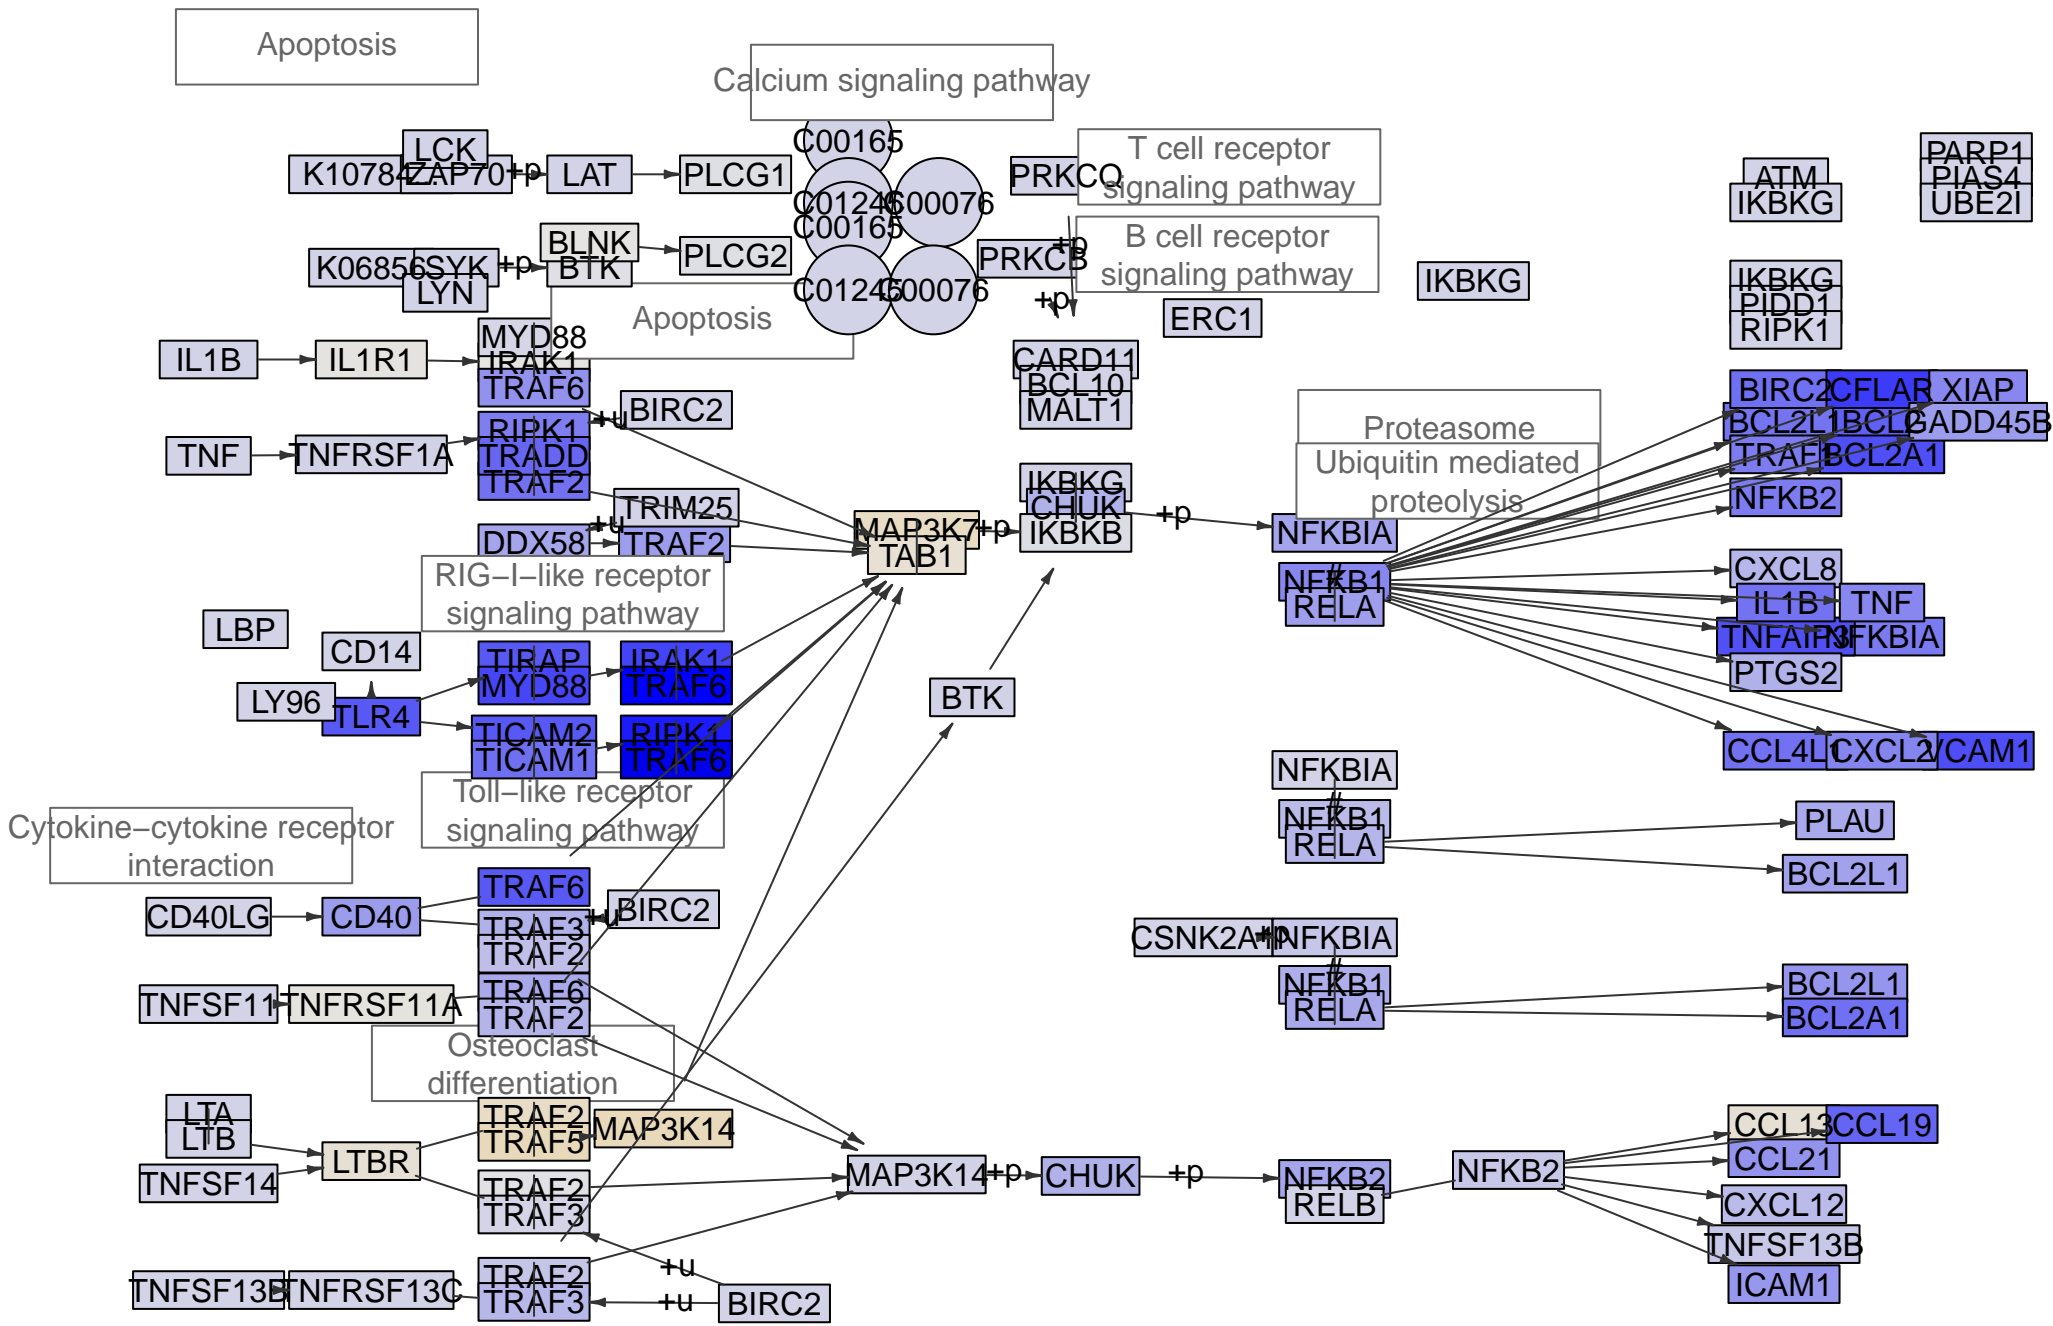 Apoptosis
Calcium signaling pathway
C00165
LCK
K10784
ZAP70
+p
LAT
PLCG1
PRKCQ
T cell receptor
signaling pathway
ATM
IKBKG
PARP1
PIAS4
UBE2I
C01245
C00076
C00165
BLNK
BTK
PLCG2
K06856
SYK
+p
LYN
C01245
C00076
PRKCB
+p
+p
B cell receptor
signaling pathway
ERC1
IKBKG
IKBKG
PIDD1
RIPK1
Apoptosis
MYD88
IRAK1
TRAF6
IL1B
IL1R1
CARD11
BCL10
MALT1
BIRC2
CFLAR
XIAP
BCL2L1
BCL2
GADD45B
TRAF1
BCL2A1
NFKB2
BIRC2
+u
RIPK1
TRADD
TRAF2
TNF
TNFRSF1A
Proteasome
Ubiquitin mediated
proteolysis
IKBKG
CHUK
IKBKB
+p
NFKBIA
TRIM25
+u
DDX58
TRAF2
MAP3K7
+p
TAB1
RIG−I−like receptor
signaling pathway
NFKB1
RELA
CXCL8
IL1B
TNF
TNFAIP3
NFKBIA
PTGS2
LBP
CD14
LY96
TLR4
TIRAP
MYD88
IRAK1
TRAF6
BTK
TICAM2
TICAM1
RIPK1
TRAF6
CCL4L1
CXCL2
VCAM1
Toll−like receptor
signaling pathway
NFKBIA
NFKB1
RELA
PLAU
BCL2L1
Cytokine−cytokine receptor
interaction
CD40LG
CD40
TRAF6
TRAF3
TRAF2
+u
BIRC2
CSNK2A1
+p
NFKBIA
NFKB1
RELA
BCL2L1
BCL2A1
TNFSF11
TNFRSF11A
TRAF6
TRAF2
Osteoclast
differentiation
LTA
LTB
TNFSF14
LTBR
TRAF2
TRAF5
MAP3K14
TRAF2
TRAF3
MAP3K14
+p
CHUK
+p
NFKB2
RELB
NFKB2
CCL13
CCL19
CCL21
CXCL12
TNFSF13B
ICAM1
TNFSF13B
TNFRSF13C
TRAF2
TRAF3
+u
+u
BIRC2